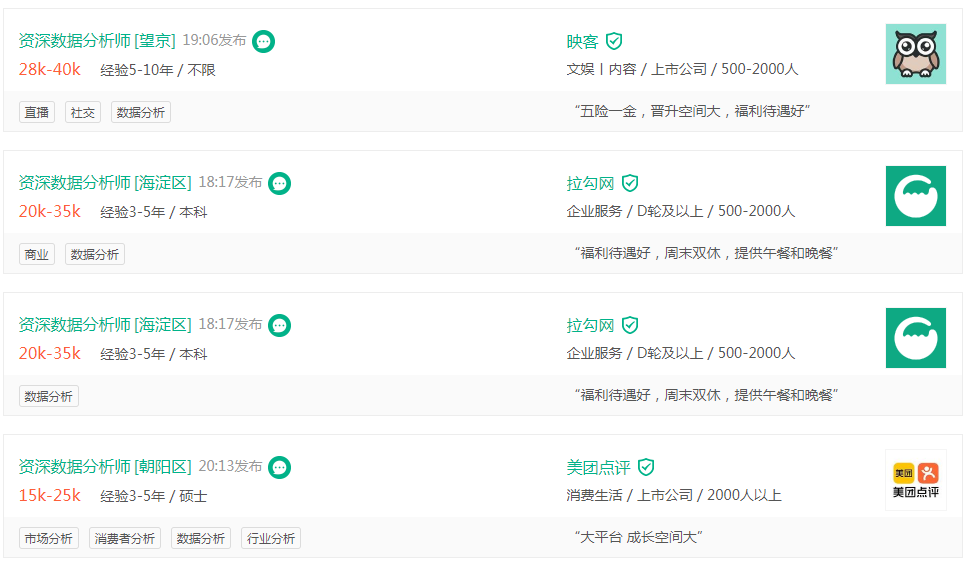 资深数据分析师 [望京] 19:06发布
28k-40k 经验5-10年 / 不限
直播 社交 数据分析
映客
文娱丨内容 / 上市公司 / 500-2000人
“五险一金，晋升空间大，福利待遇好”
资深数据分析师 [海淀区] 18:17发布
20k-35k 经验3-5年 / 本科
商业 数据分析
拉勾网
企业服务 / D轮及以上 / 500-2000人
“福利待遇好，周末双休，提供午餐和晚餐”
资深数据分析师 [海淀区] 18:17发布
20k-35k 经验3-5年 / 本科
数据分析
拉勾网
企业服务 / D轮及以上 / 500-2000人
“福利待遇好，周末双休，提供午餐和晚餐”
资深数据分析师 [朝阳区] 20:13发布
15k-25k 经验3-5年 / 硕士
市场分析 消费者分析 数据分析 行业分析
美团点评
消费生活 / 上市公司 / 2000人以上
“大平台 成长空间大”
美团
美团点评